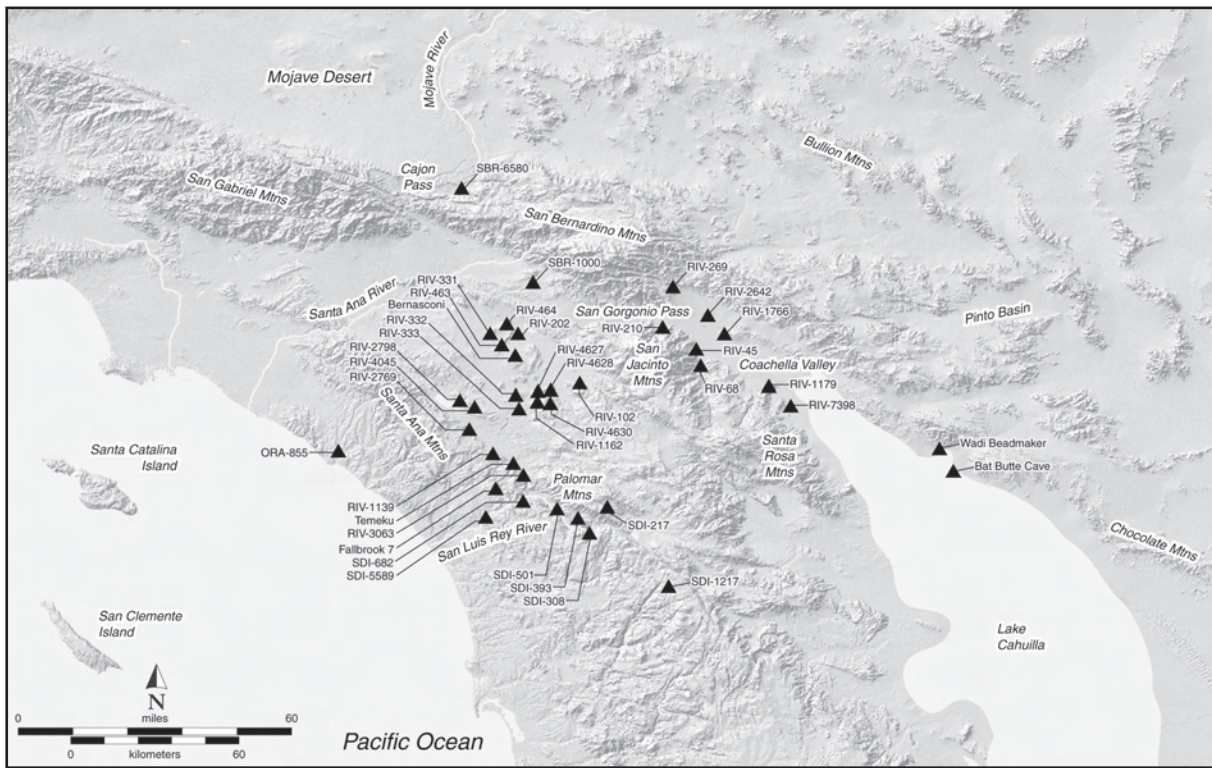 Mojave Desert
Mojave River
Cajon
Pass
SBR-6580
Bullion Mtns
San Gabriel Mtns
San Bernardino Mtns
SBR-1000
RIV-269
RIV-331
RIV-463
Bernasconi
Santa Ana River
RIV-464
RIV-202
RIV-2642
San Gorgonio Pass
RIV-1766
Pinto Basin
RIV-332
RIV-333
RIV-210
RIV-2798
RIV-4045
RIV-2769
RIV-4627
RIV-4628
San
Jacinto
Mtns
RIV-45
Coachella Valley
RIV-68
RIV-1179
RIV-7398
RIV-102
RIV-4630
RIV-1162
Santa Ana Mtns
Santa Catalina
Island
ORA-855
Santa
Rosa
Mtns
Wadi Beadmaker
Bat Butte Cave
Palomar
Mtns
RIV-1139
Temeku
RIV-3063
Fallbrook 7
SDI-682
SDI-5589
San Luis Rey River
SDI-217
Chocolate Mtns
SDI-501
SDI-393
SDI-308
SDI-1217
San Clemente
Island
Lake
Cahuilla
N
0 miles 60
0 kilometers 60
Pacific Ocean